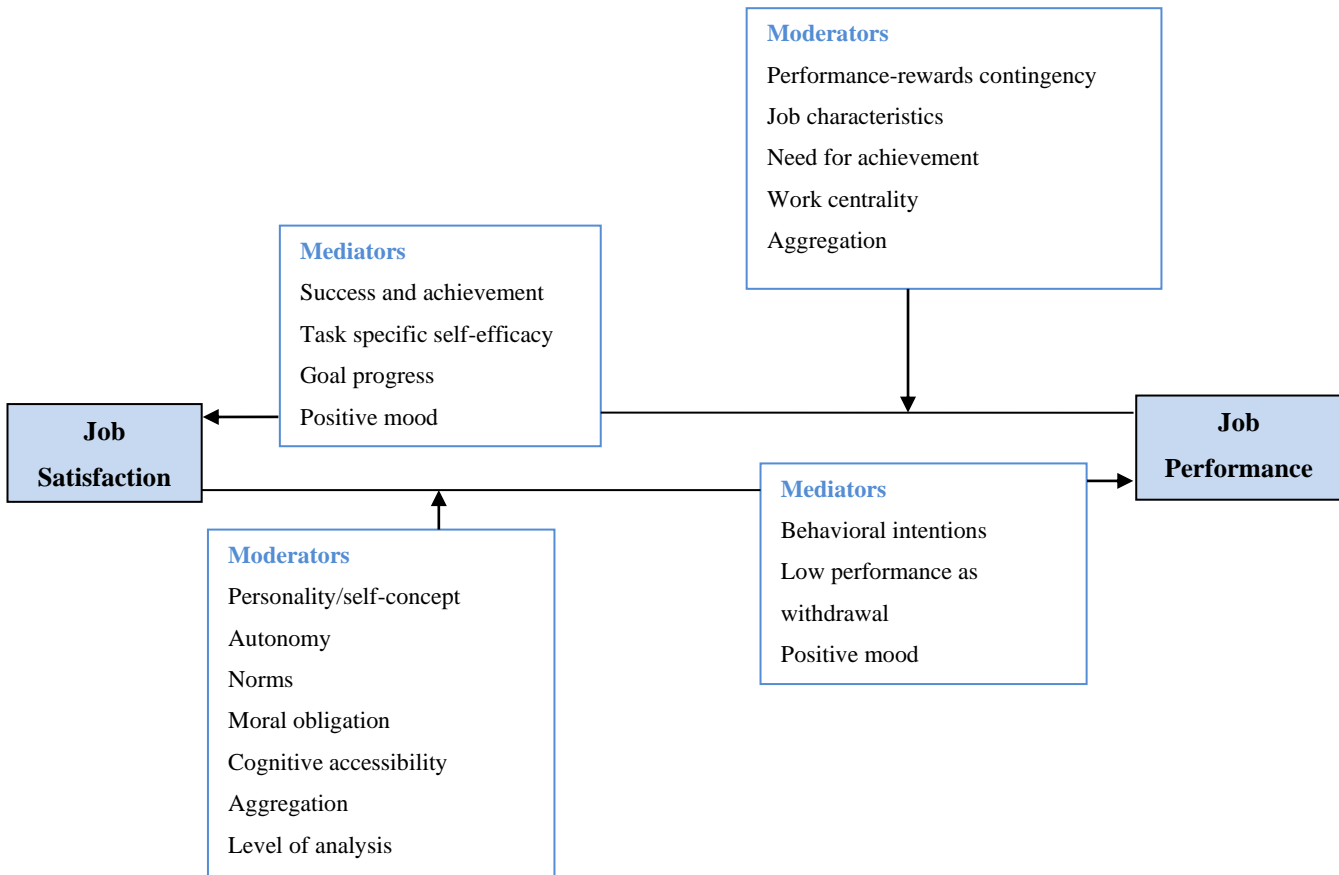 Moderators
Performance-rewards contingency
Job characteristics
Need for achievement
Work centrality
Aggregation
Mediators
Success and achievement
Task specific self-efficacy
Goal progress
Positive mood
Job
Satisfaction
Job
Performance
Mediators
Behavioral intentions
Low performance as
withdrawal
Positive mood
Moderators
Personality/self-concept
Autonomy
Norms
Moral obligation
Cognitive accessibility
Aggregation
Level of analysis